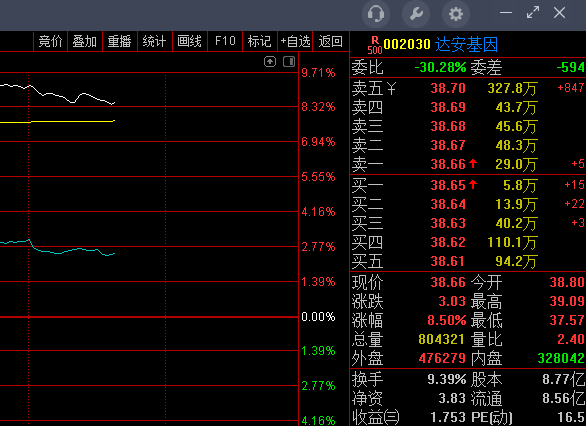 竞价 叠加 重播 统计 画线 F10 标记 +自选 返回
R 500 002030 达安基因
委比 -30.28% 委差 -594
卖五 ¥ 38.70 327.8万 +847
卖四 38.69 43.7万
卖三 38.68 45.6万
卖二 38.67 48.3万
卖一 38.66 29.0万 +5
买一 38.65 5.8万 +15
买二 38.64 13.9万 +22
买三 38.63 40.2万 +3
买四 38.62 110.1万
买五 38.61 94.2万
现价 38.66 今开 38.80
涨跌 3.03 最高 39.09
涨幅 8.50% 最低 37.57
总量 804321 量比 2.40
外盘 476279 内盘 328042
换手 9.39% 股本 8.77亿
净资 3.83 流通 8.56亿
收益㈢ 1.753 PE(动) 16.5
9.71%
8.32%
6.94%
5.55%
4.16%
2.77%
1.39%
0.00%
1.39%
2.77%
4.16%